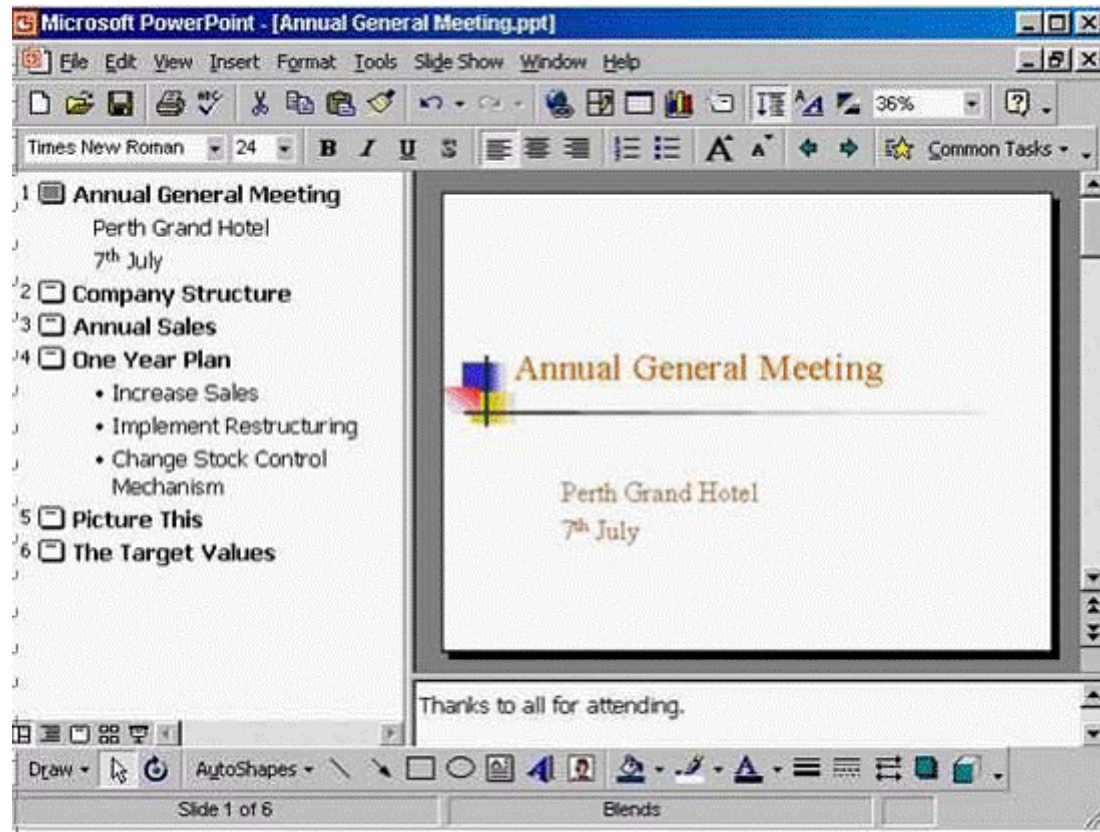 Microsoft PowerPoint - [Annual General Meeting.ppt]
File Edit View Insert Format Tools Slide Show Window Help
36%
Times New Roman 24 B I U S A A Common Tasks
1 Annual General Meeting
Perth Grand Hotel
7th July
2 Company Structure
3 Annual Sales
4 One Year Plan
• Increase Sales
• Implement Restructuring
• Change Stock Control
Mechanism
5 Picture This
6 The Target Values
Annual General Meeting
Perth Grand Hotel
7th July
Thanks to all for attending.
Draw AutoShapes
Slide 1 of 6 Blends